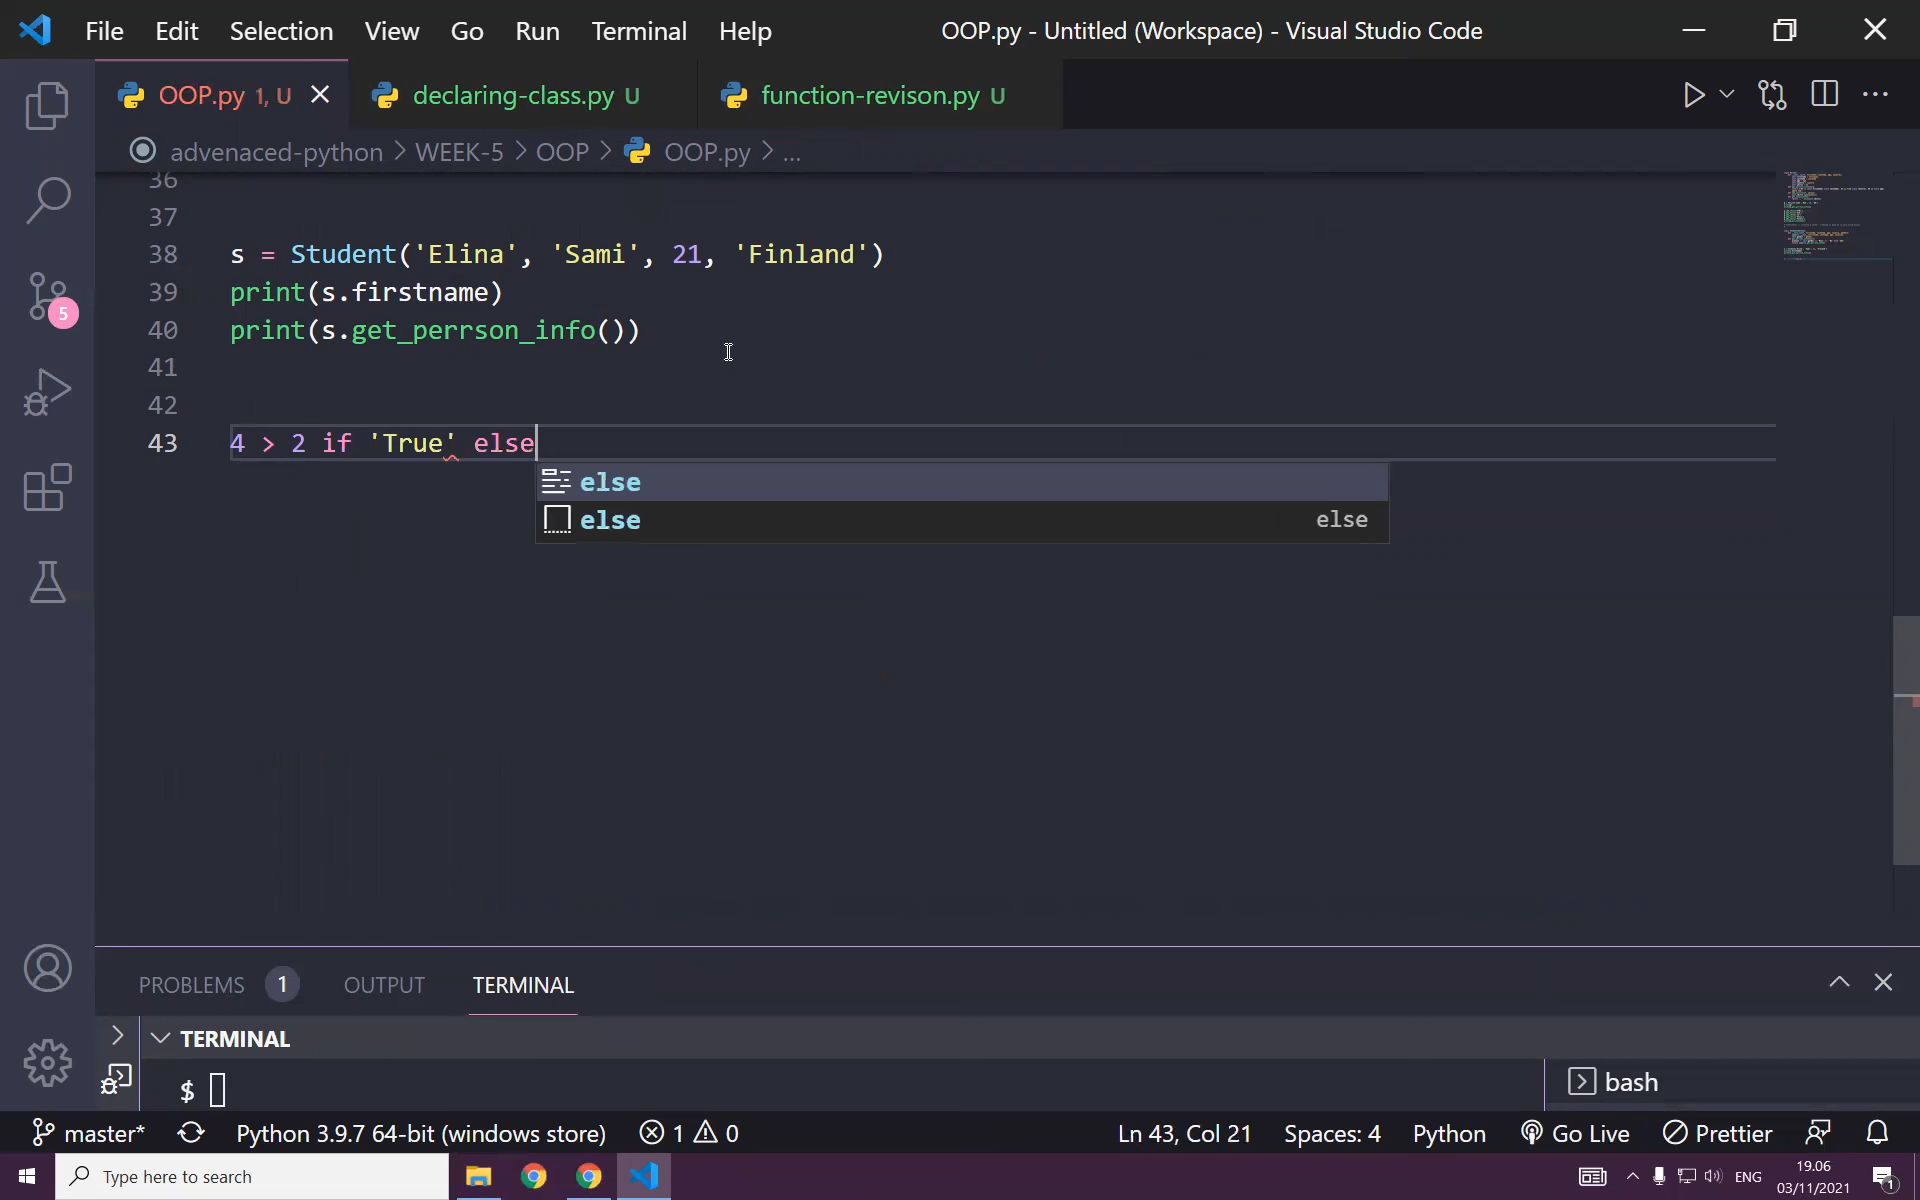 File Edit Selection View Go Run Terminal Help OOP.py - Untitled (Workspace) - Visual Studio Code
OOP.py 1, U declaring-class.py U function-revison.py U
advenaced-python > WEEK-5 > OOP > OOP.py > ...
36
37
38 s = Student('Elina', 'Sami', 21, 'Finland')
39 print(s.firstname)
40 print(s.get_perrson_info())
41
42
43 4 > 2 if 'True' else
else
else else
5
PROBLEMS 1 OUTPUT TERMINAL
TERMINAL
$
bash
master* Python 3.9.7 64-bit (windows store) 1 0 Ln 43, Col 21 Spaces: 4 Python Go Live Prettier
Type here to search ENG 19.06
03/11/2021 1